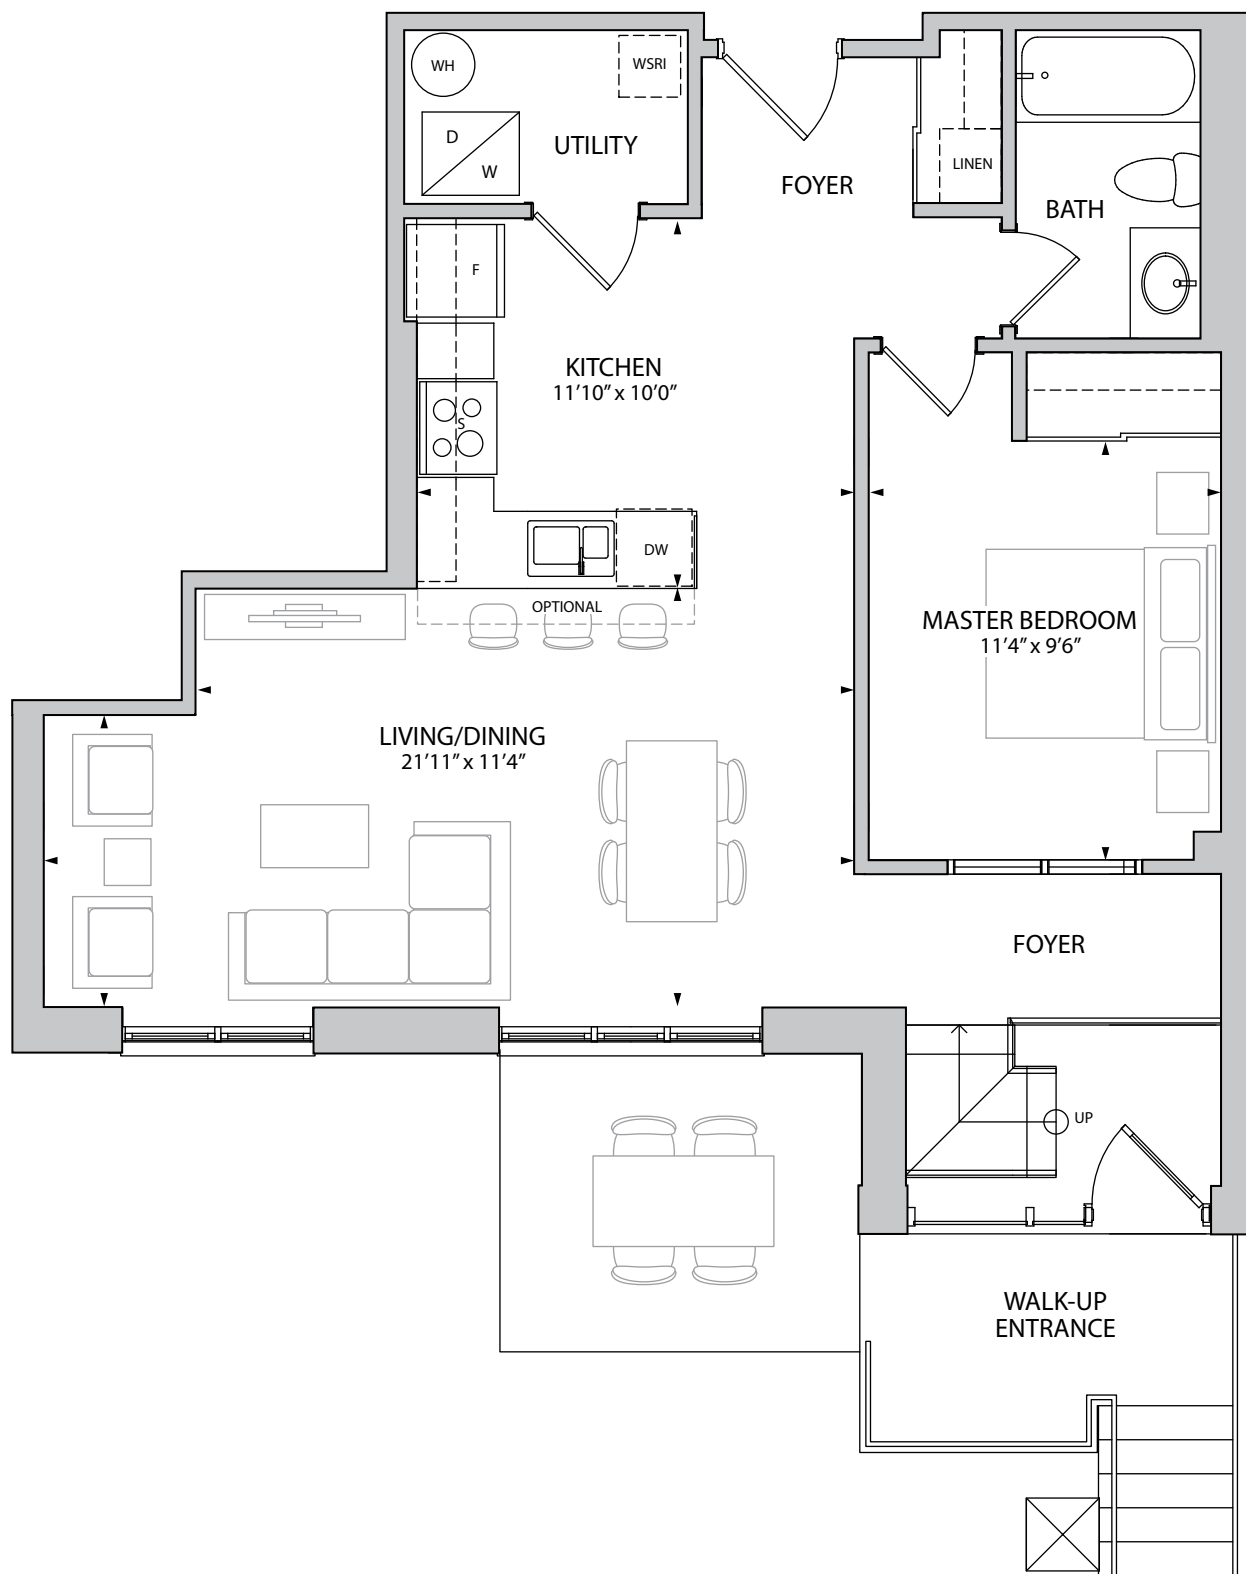 WH
WSRI
D
W
UTILITY
FOYER
LINEN
BATH
F
KITCHEN
11'10" x 10'0"
S
DW
OPTIONAL
MASTER BEDROOM
11'4" x 9'6"
LIVING/DINING
21'11" x 11'4"
FOYER
UP
WALK-UP
ENTRANCE